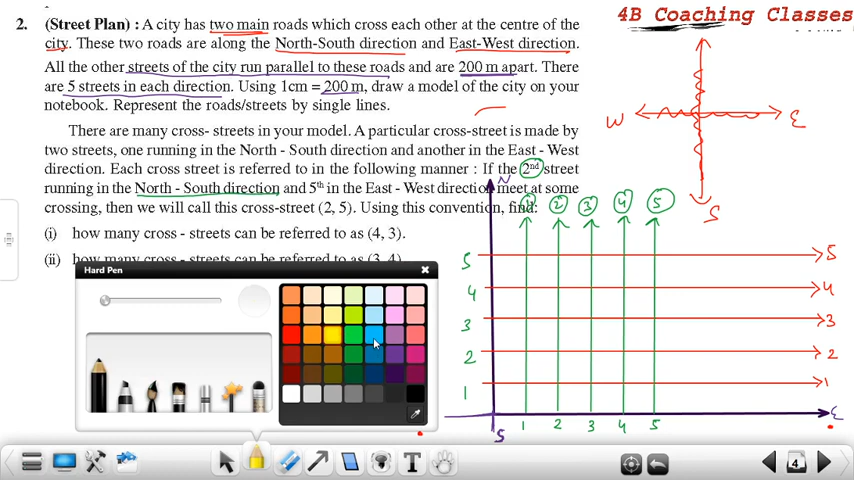 2. (Street Plan) : A city has two main roads which cross each other at the centre of the
city. These two roads are along the North-South direction and East-West direction.
All the other streets of the city run parallel to these roads and are 200 m apart. There
are 5 streets in each direction. Using 1cm = 200 m, draw a model of the city on your
notebook. Represent the roads/streets by single lines.
There are many cross- streets in your model. A particular cross-street is made by
two streets, one running in the North - South direction and another in the East - West
direction. Each cross street is referred to in the following manner : If the 2nd street
running in the North - South direction and 5th in the East - West direction meet at some
crossing, then we will call this cross-street (2, 5). Using this convention, find:
(i) how many cross - streets can be referred to as (4, 3).
(ii) how many cross - streets can be referred to as (3, 4).
4B Coaching Classes
W E
S
N
1 2 3 4 5
5 5
4 4
3 3
2 2
1 1
E
S 1 2 3 4 5
Hard Pen
T
4